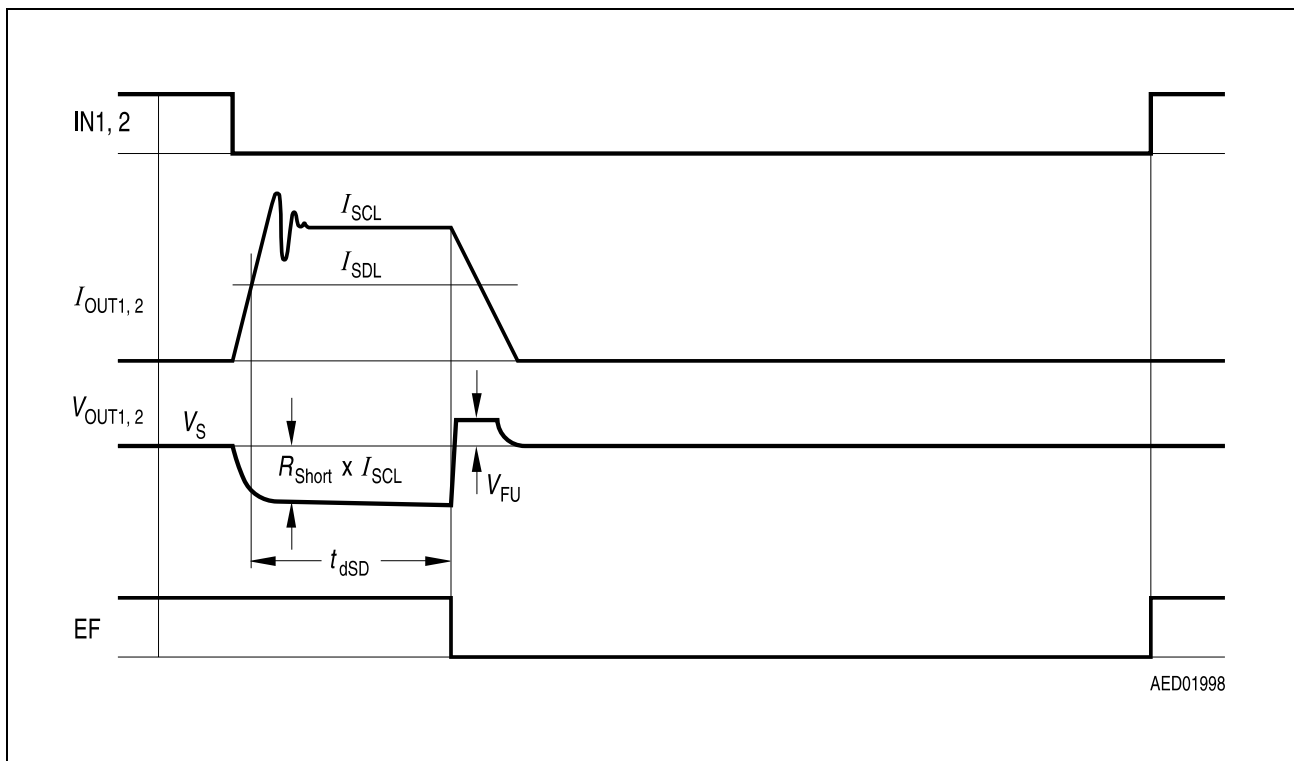 IN1, 2
I_SCL
I_SDL
I_OUT1, 2
V_OUT1, 2
V_S
R_Short x I_SCL
V_FU
t_dSD
EF
AED01998